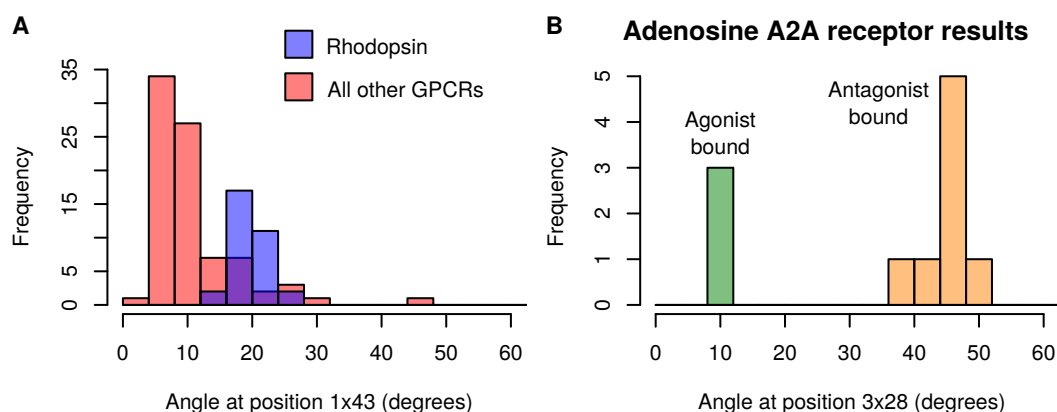 A
Rhodopsin
All other GPCRs
Frequency
35
25
15
5
0
0 10 20 30 40 50 60
Angle at position 1x43 (degrees)
B
Adenosine A2A receptor results
Agonist
bound
Antagonist
bound
Frequency
5
4
3
2
1
0
0 10 20 30 40 50 60
Angle at position 3x28 (degrees)